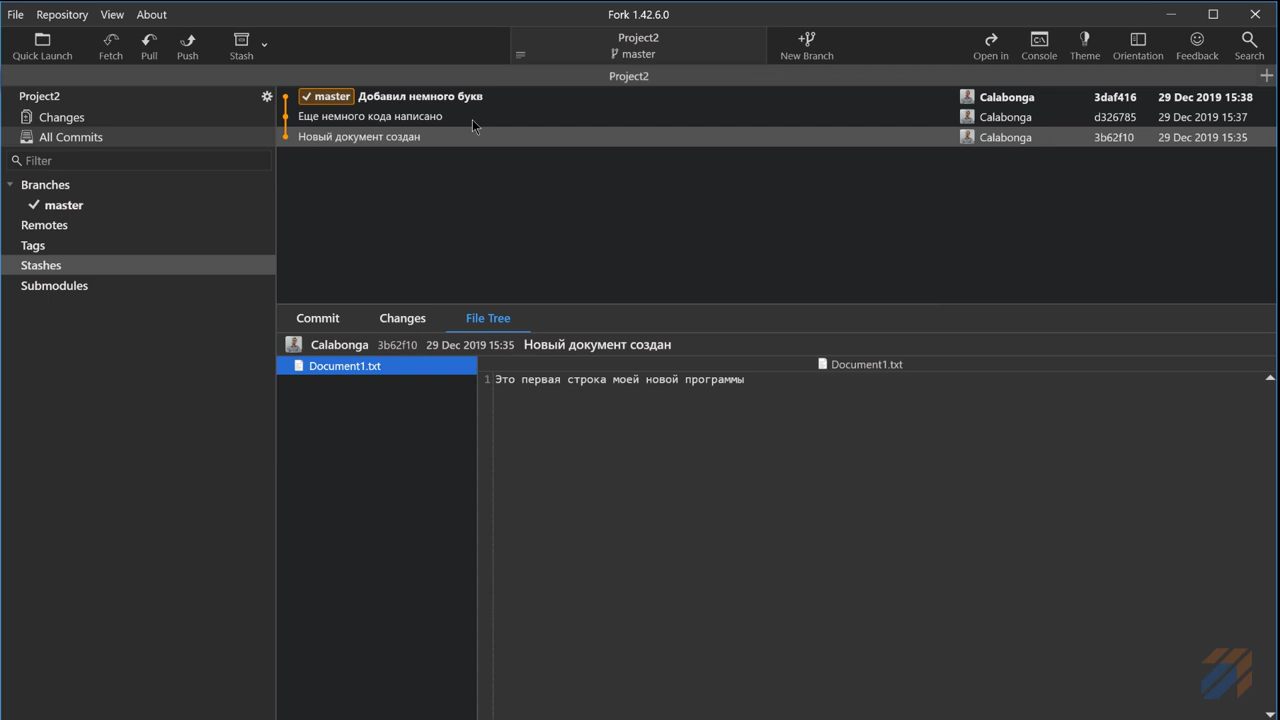 File Repository View About Fork 1.42.6.0
Quick Launch Fetch Pull Push Stash Project2 master New Branch Open in Console Theme Orientation Feedback Search
Project2
Project2
Changes
All Commits
Filter
Branches
master
Remotes
Tags
Stashes
Submodules
master Добавил немного букв Calabonga 3daf416 29 Dec 2019 15:38
Еще немного кода написано Calabonga d326785 29 Dec 2019 15:37
Новый документ создан Calabonga 3b62f10 29 Dec 2019 15:35
Commit Changes File Tree
Calabonga 3b62f10 29 Dec 2019 15:35 Новый документ создан
Document1.txt
Document1.txt
1 Это первая строка моей новой программы